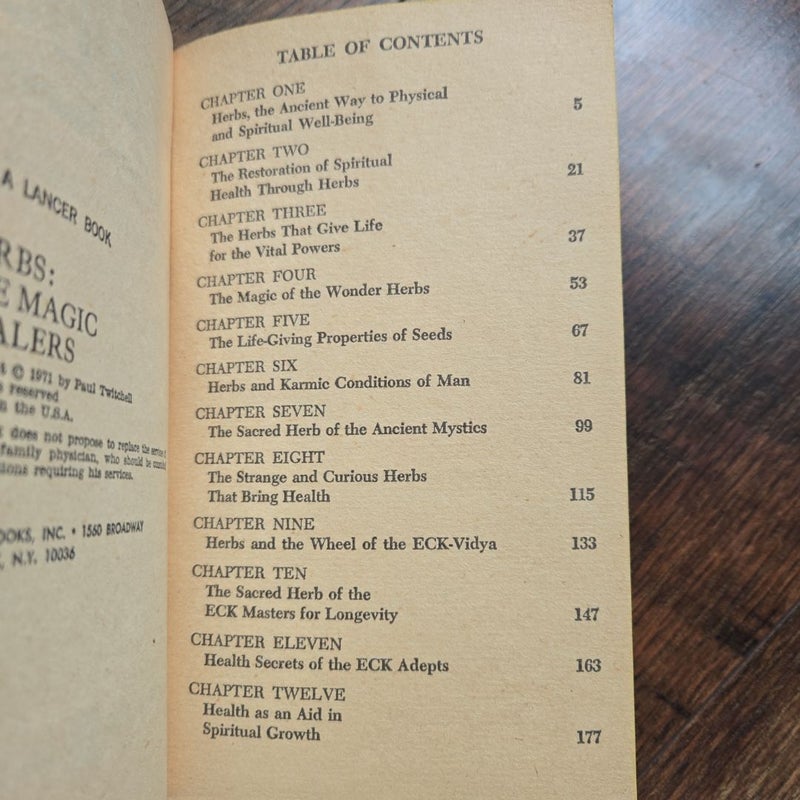 A LANCER BOOK
RBS:
E MAGIC
ALERS
© 1971 by Paul Twitchell
reserved
the U.S.A.
does not propose to replace the
family physician, who should be
requiring his services.
OOKS, INC. • 1560 BROADWAY
N.Y. 10036
TABLE OF CONTENTS
CHAPTER ONE
Herbs, the Ancient Way to Physical
and Spiritual Well-Being 5
CHAPTER TWO
The Restoration of Spiritual
Health Through Herbs 21
CHAPTER THREE
The Herbs That Give Life
for the Vital Powers 37
CHAPTER FOUR
The Magic of the Wonder Herbs 53
CHAPTER FIVE
The Life-Giving Properties of Seeds 67
CHAPTER SIX
Herbs and Karmic Conditions of Man 81
CHAPTER SEVEN
The Sacred Herb of the Ancient Mystics 99
CHAPTER EIGHT
The Strange and Curious Herbs
That Bring Health 115
CHAPTER NINE
Herbs and the Wheel of the ECK-Vidya 133
CHAPTER TEN
The Sacred Herb of the
ECK Masters for Longevity 147
CHAPTER ELEVEN
Health Secrets of the ECK Adepts 163
CHAPTER TWELVE
Health as an Aid in
Spiritual Growth 177